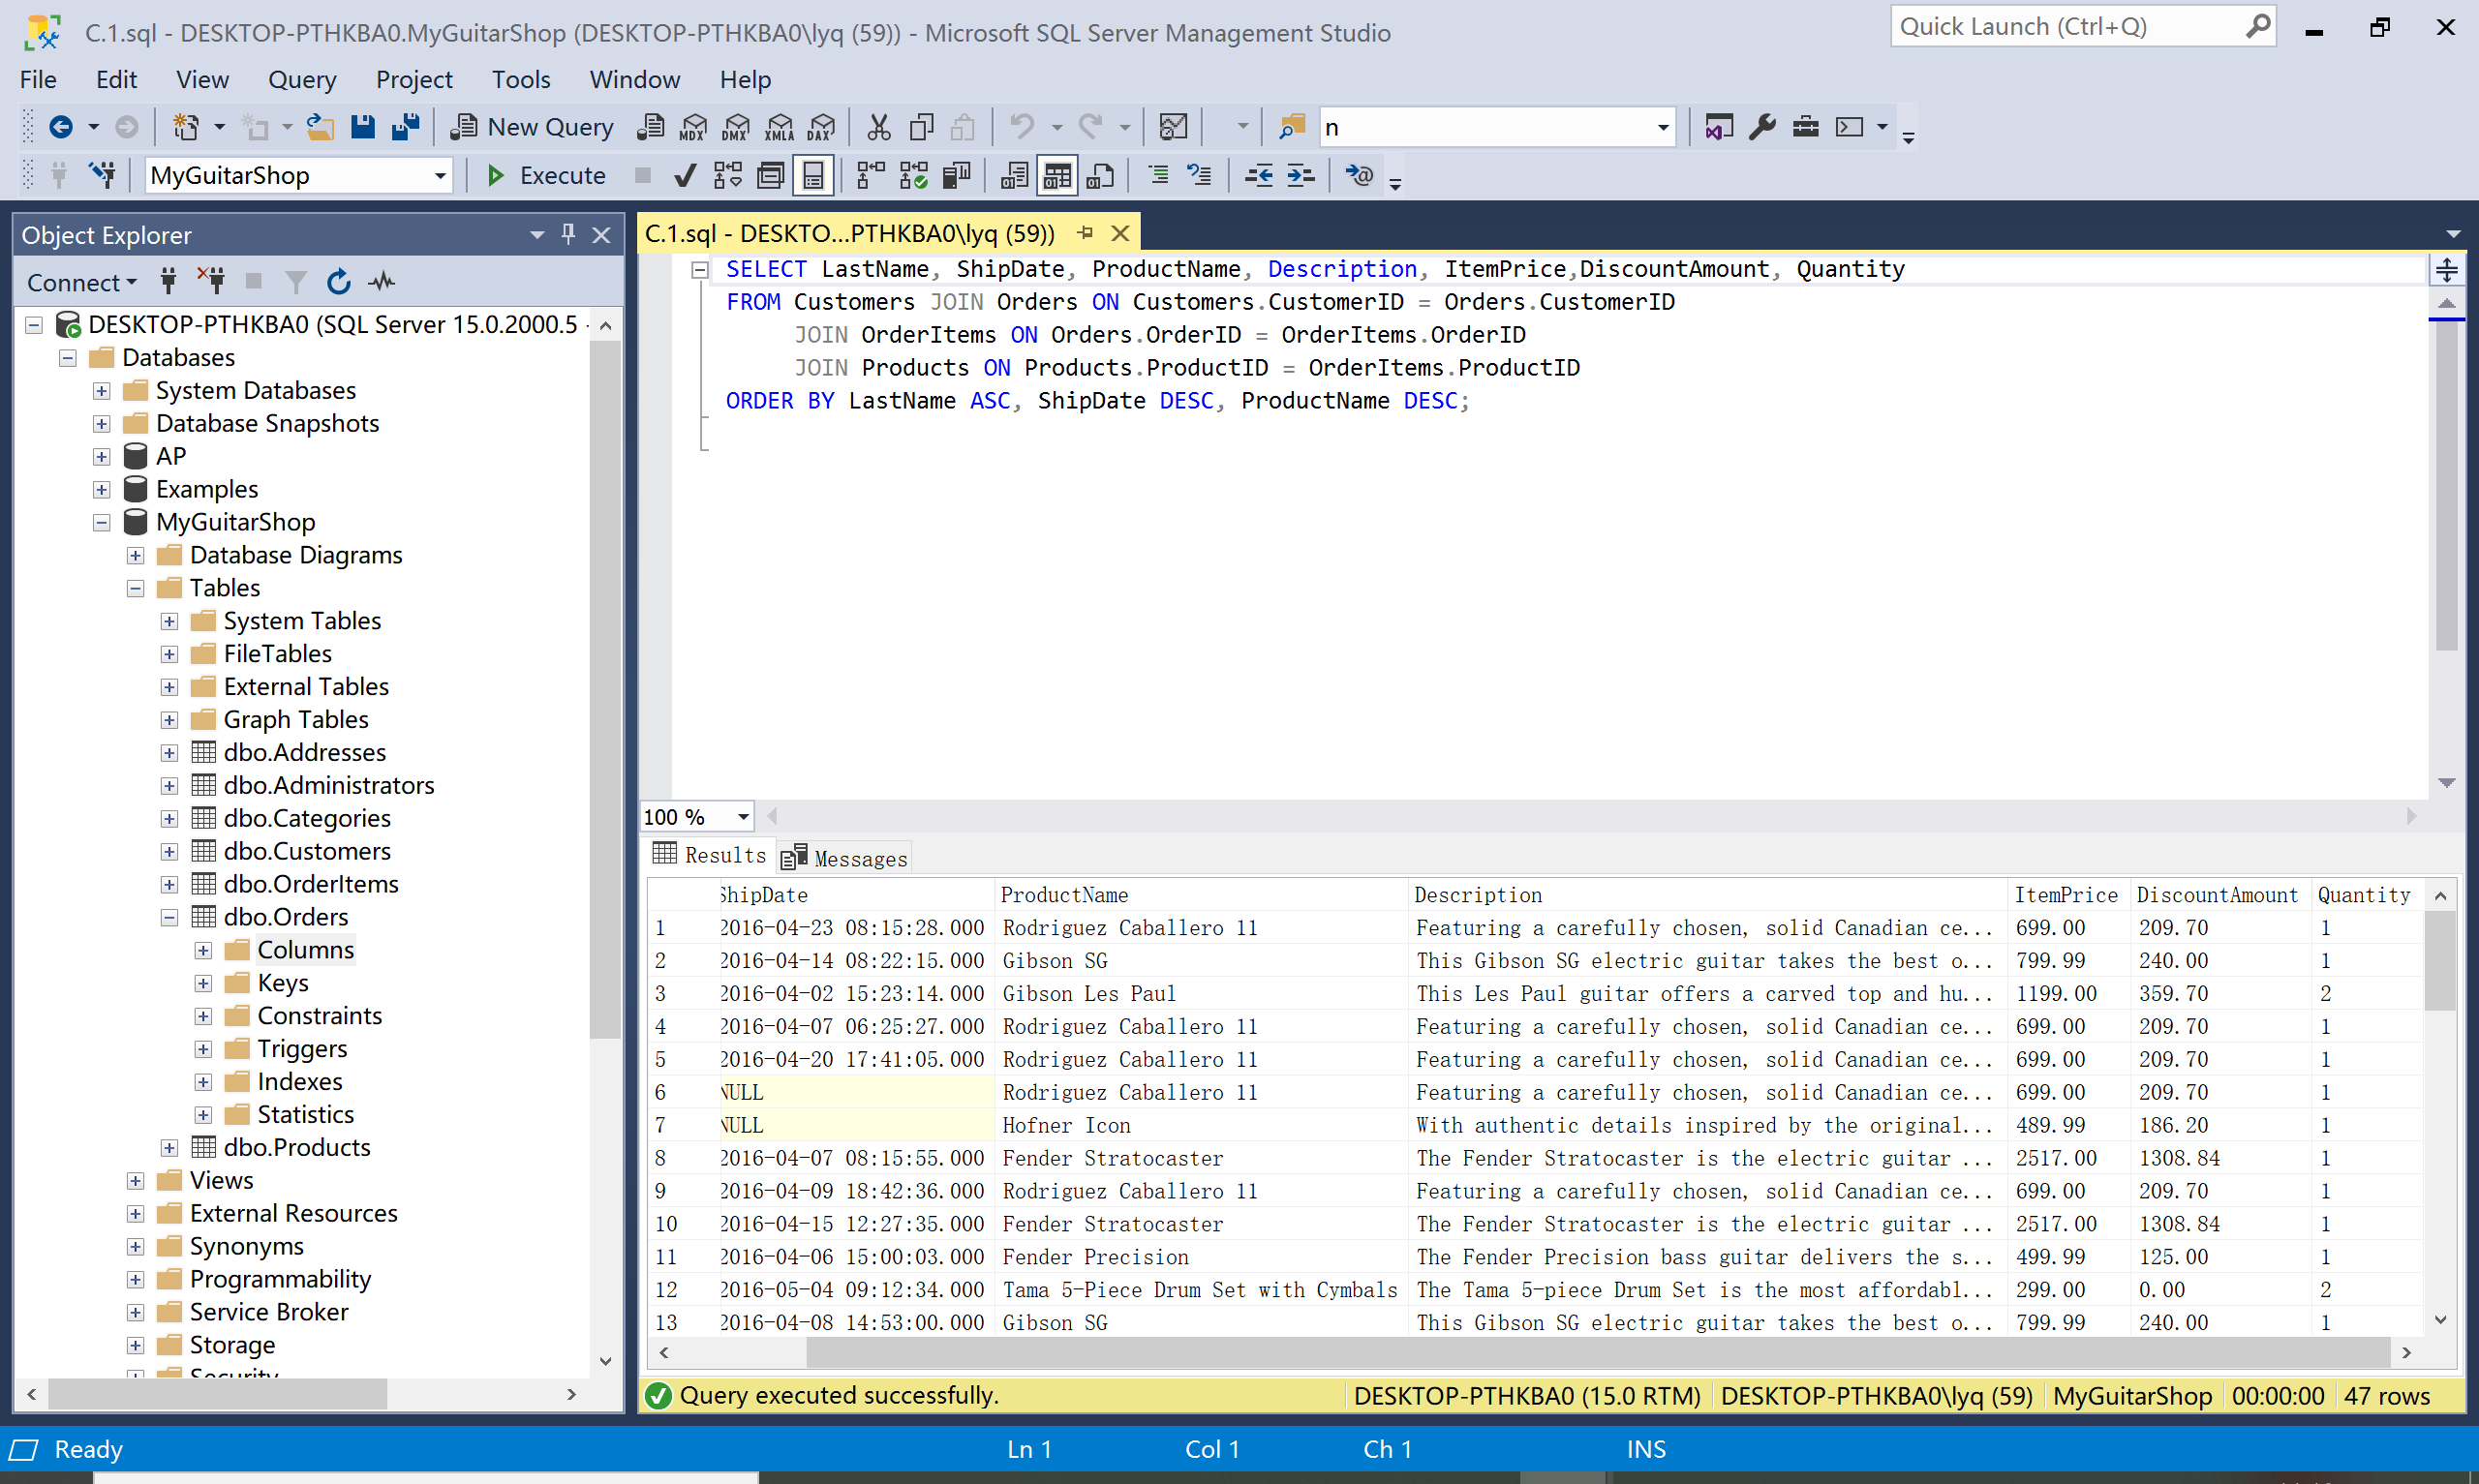 C.1.sql - DESKTOP-PTHKBA0.MyGuitarShop (DESKTOP-PTHKBA0\lyq (59)) - Microsoft SQL Server Management Studio
Quick Launch (Ctrl+Q)
File Edit View Query Project Tools Window Help
New Query MDX DMX XMLA DAX n
MyGuitarShop Execute
Object Explorer
Connect
DESKTOP-PTHKBA0 (SQL Server 15.0.2000.5 -
Databases
System Databases
Database Snapshots
AP
Examples
MyGuitarShop
Database Diagrams
Tables
System Tables
FileTables
External Tables
Graph Tables
dbo.Addresses
dbo.Administrators
dbo.Categories
dbo.Customers
dbo.OrderItems
dbo.Orders
Columns
Keys
Constraints
Triggers
Indexes
Statistics
dbo.Products
Views
External Resources
Synonyms
Programmability
Service Broker
Storage
Security
C.1.sql - DESKTO...PTHKBA0\lyq (59))
SELECT LastName, ShipDate, ProductName, Description, ItemPrice,DiscountAmount, Quantity
FROM Customers JOIN Orders ON Customers.CustomerID = Orders.CustomerID
JOIN OrderItems ON Orders.OrderID = OrderItems.OrderID
JOIN Products ON Products.ProductID = OrderItems.ProductID
ORDER BY LastName ASC, ShipDate DESC, ProductName DESC;
100 %
Results Messages
ShipDate ProductName Description ItemPrice DiscountAmount Quantity
1 2016-04-23 08:15:28.000 Rodriguez Caballero 11 Featuring a carefully chosen, solid Canadian ce... 699.00 209.70 1
2 2016-04-14 08:22:15.000 Gibson SG This Gibson SG electric guitar takes the best o... 799.99 240.00 1
3 2016-04-02 15:23:14.000 Gibson Les Paul This Les Paul guitar offers a carved top and hu... 1199.00 359.70 2
4 2016-04-07 06:25:27.000 Rodriguez Caballero 11 Featuring a carefully chosen, solid Canadian ce... 699.00 209.70 1
5 2016-04-20 17:41:05.000 Rodriguez Caballero 11 Featuring a carefully chosen, solid Canadian ce... 699.00 209.70 1
6 NULL Rodriguez Caballero 11 Featuring a carefully chosen, solid Canadian ce... 699.00 209.70 1
7 NULL Hofner Icon With authentic details inspired by the original... 489.99 186.20 1
8 2016-04-07 08:15:55.000 Fender Stratocaster The Fender Stratocaster is the electric guitar ... 2517.00 1308.84 1
9 2016-04-09 18:42:36.000 Rodriguez Caballero 11 Featuring a carefully chosen, solid Canadian ce... 699.00 209.70 1
10 2016-04-15 12:27:35.000 Fender Stratocaster The Fender Stratocaster is the electric guitar ... 2517.00 1308.84 1
11 2016-04-06 15:00:03.000 Fender Precision The Fender Precision bass guitar delivers the s... 499.99 125.00 1
12 2016-05-04 09:12:34.000 Tama 5-Piece Drum Set with Cymbals The Tama 5-piece Drum Set is the most affordabl... 299.00 0.00 2
13 2016-04-08 14:53:00.000 Gibson SG This Gibson SG electric guitar takes the best o... 799.99 240.00 1
Query executed successfully. DESKTOP-PTHKBA0 (15.0 RTM) DESKTOP-PTHKBA0\lyq (59) MyGuitarShop 00:00:00 47 rows
Ready Ln 1 Col 1 Ch 1 INS